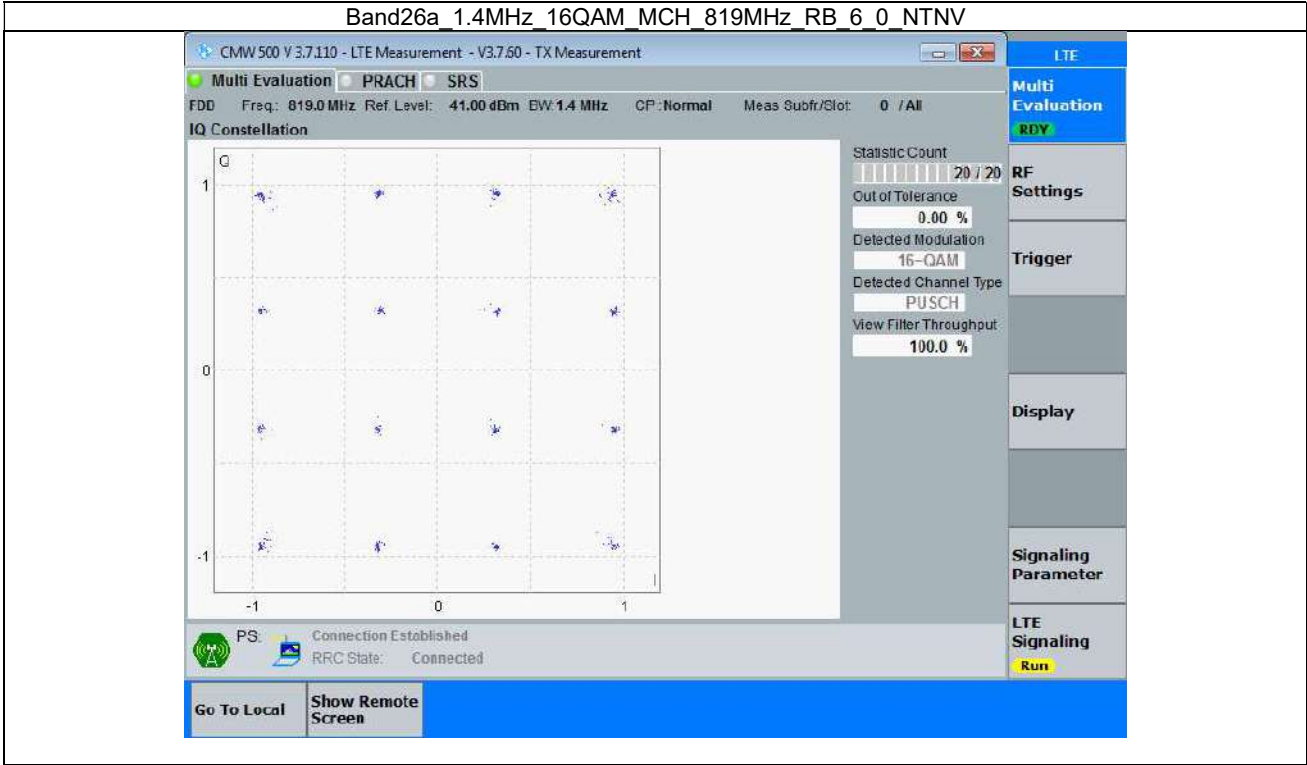 Band26a_1.4MHz_16QAM_MCH_819MHz_RB_6_0_NTNV
CMW 500 V 3.7.110 - LTE Measurement - V3.7.60 - TX Measurement
LTE
Multi Evaluation PRACH SRS
FDD Freq.: 819.0 MHz Ref. Level: 41.00 dBm BW: 1.4 MHz CP: Normal Meas Subfr/Slot: 0 / All
IQ Constellation
Multi
Evaluation
RDY
Q
1
0
-1
-1 0 1
I
Statistic Count
20 / 20
Out of Tolerance
0.00 %
Detected Modulation
16-QAM
Detected Channel Type
PUSCH
View Filter Throughput
100.0 %
RF
Settings
Trigger
Display
Signaling
Parameter
LTE
Signaling
Run
PS: Connection Established
RRC State: Connected
Go To Local
Show Remote
Screen